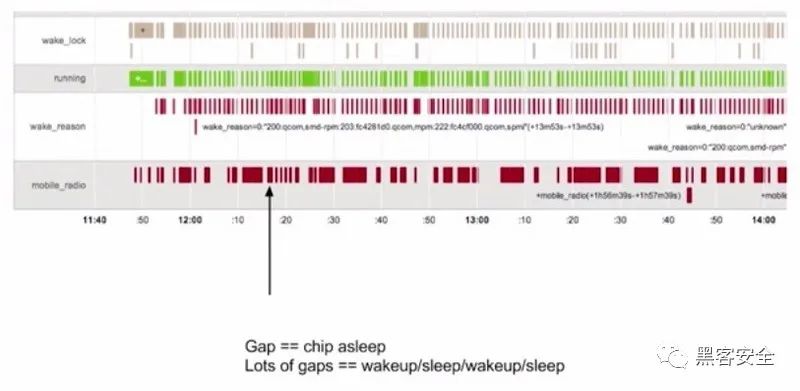 wake_lock
running
+...
wake_reason
wake_reason=0:"200:qcom,smd-rpm:203:fc4281d0.qcom,mpm:222:fc4cf000.qcom,spmi"(+13m53s-+13m53s)
wake_reason=0:"unknown"
wake_reason=0:"200:qcom,smd-rpm"
mobile_radio
+mobile_radio(+1h56m39s-+1h57m39s)
+mobile
11:40 :50 12:00 :10 :20 :30 :40 :50 13:00 :10 :20 :30 :40 :50 14:00
Gap == chip asleep
Lots of gaps == wakeup/sleep/wakeup/sleep
黑客安全